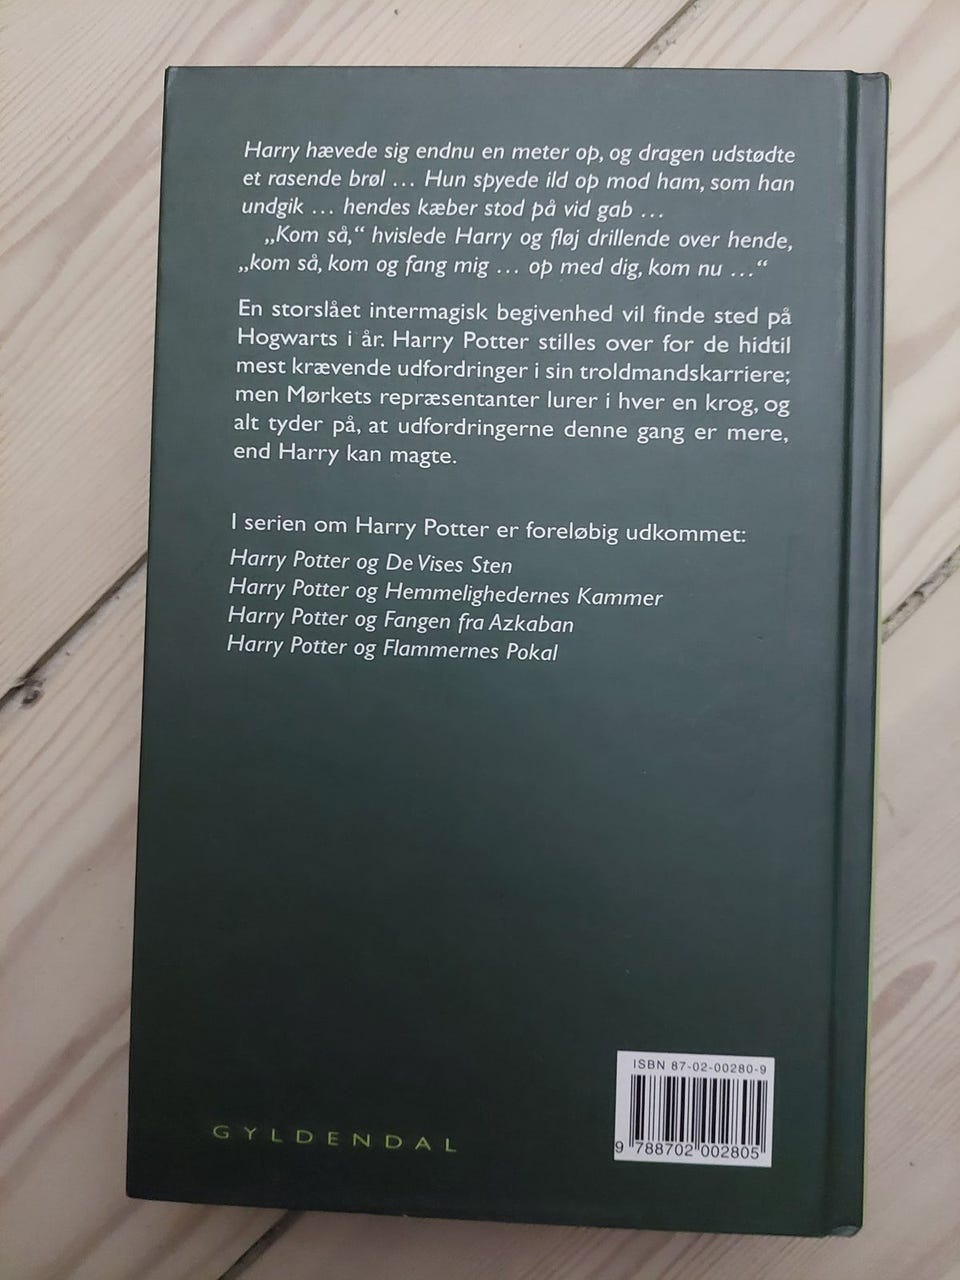 Harry hævede sig endnu en meter op, og dragen udstødte
et rasende brøl ... Hun spyede ild op mod ham, som han
undgik ... hendes kæber stod på vid gab ...
„Kom så,“ hvislede Harry og fløj drillende over hende,
„kom så, kom og fang mig ... op med dig, kom nu ...“
En storslået intermagisk begivenhed vil finde sted på
Hogwarts i år. Harry Potter stilles over for de hidtil
mest krævende udfordringer i sin troldmandskarriere;
men Mørkets repræsentanter lurer i hver en krog, og
alt tyder på, at udfordringerne denne gang er mere,
end Harry kan magte.
I serien om Harry Potter er foreløbig udkommet:
Harry Potter og De Vises Sten
Harry Potter og Hemmelighedernes Kammer
Harry Potter og Fangen fra Azkaban
Harry Potter og Flammernes Pokal
GYLDENDAL
ISBN 87-02-00280-9
9 788702 002805